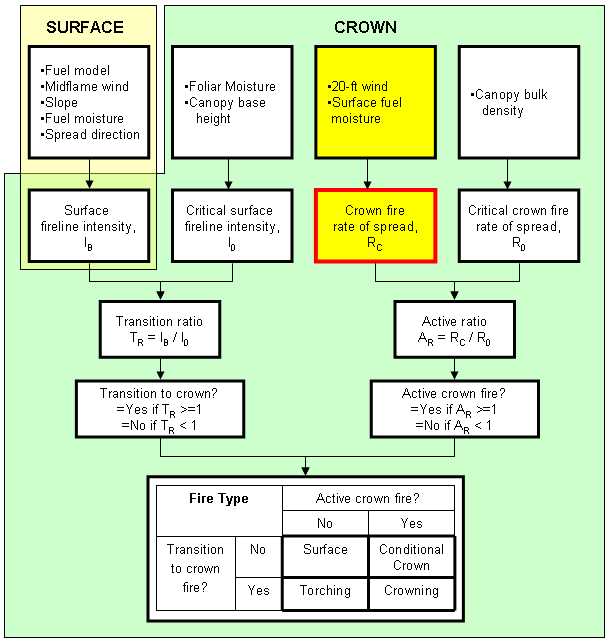 SURFACE
CROWN
•Fuel model
•Midflame wind
•Slope
•Fuel moisture
•Spread direction
•Foliar Moisture
•Canopy base
height
•20-ft wind
•Surface fuel
moisture
•Canopy bulk
density
Surface
fireline intensity,
I_B
Critical surface
fireline intensity,
I_0
Crown fire
rate of spread,
R_C
Critical crown fire
rate of spread,
R_0
Transition ratio
T_R = I_B / I_0
Active ratio
A_R = R_C / R_0
Transition to crown?
=Yes if T_R >=1
=No if T_R < 1
Active crown fire?
=Yes if A_R >=1
=No if A_R < 1
Fire Type
Active crown fire?
No
Yes
Transition
to crown
fire?
No
Surface
Conditional
Crown
Yes
Torching
Crowning